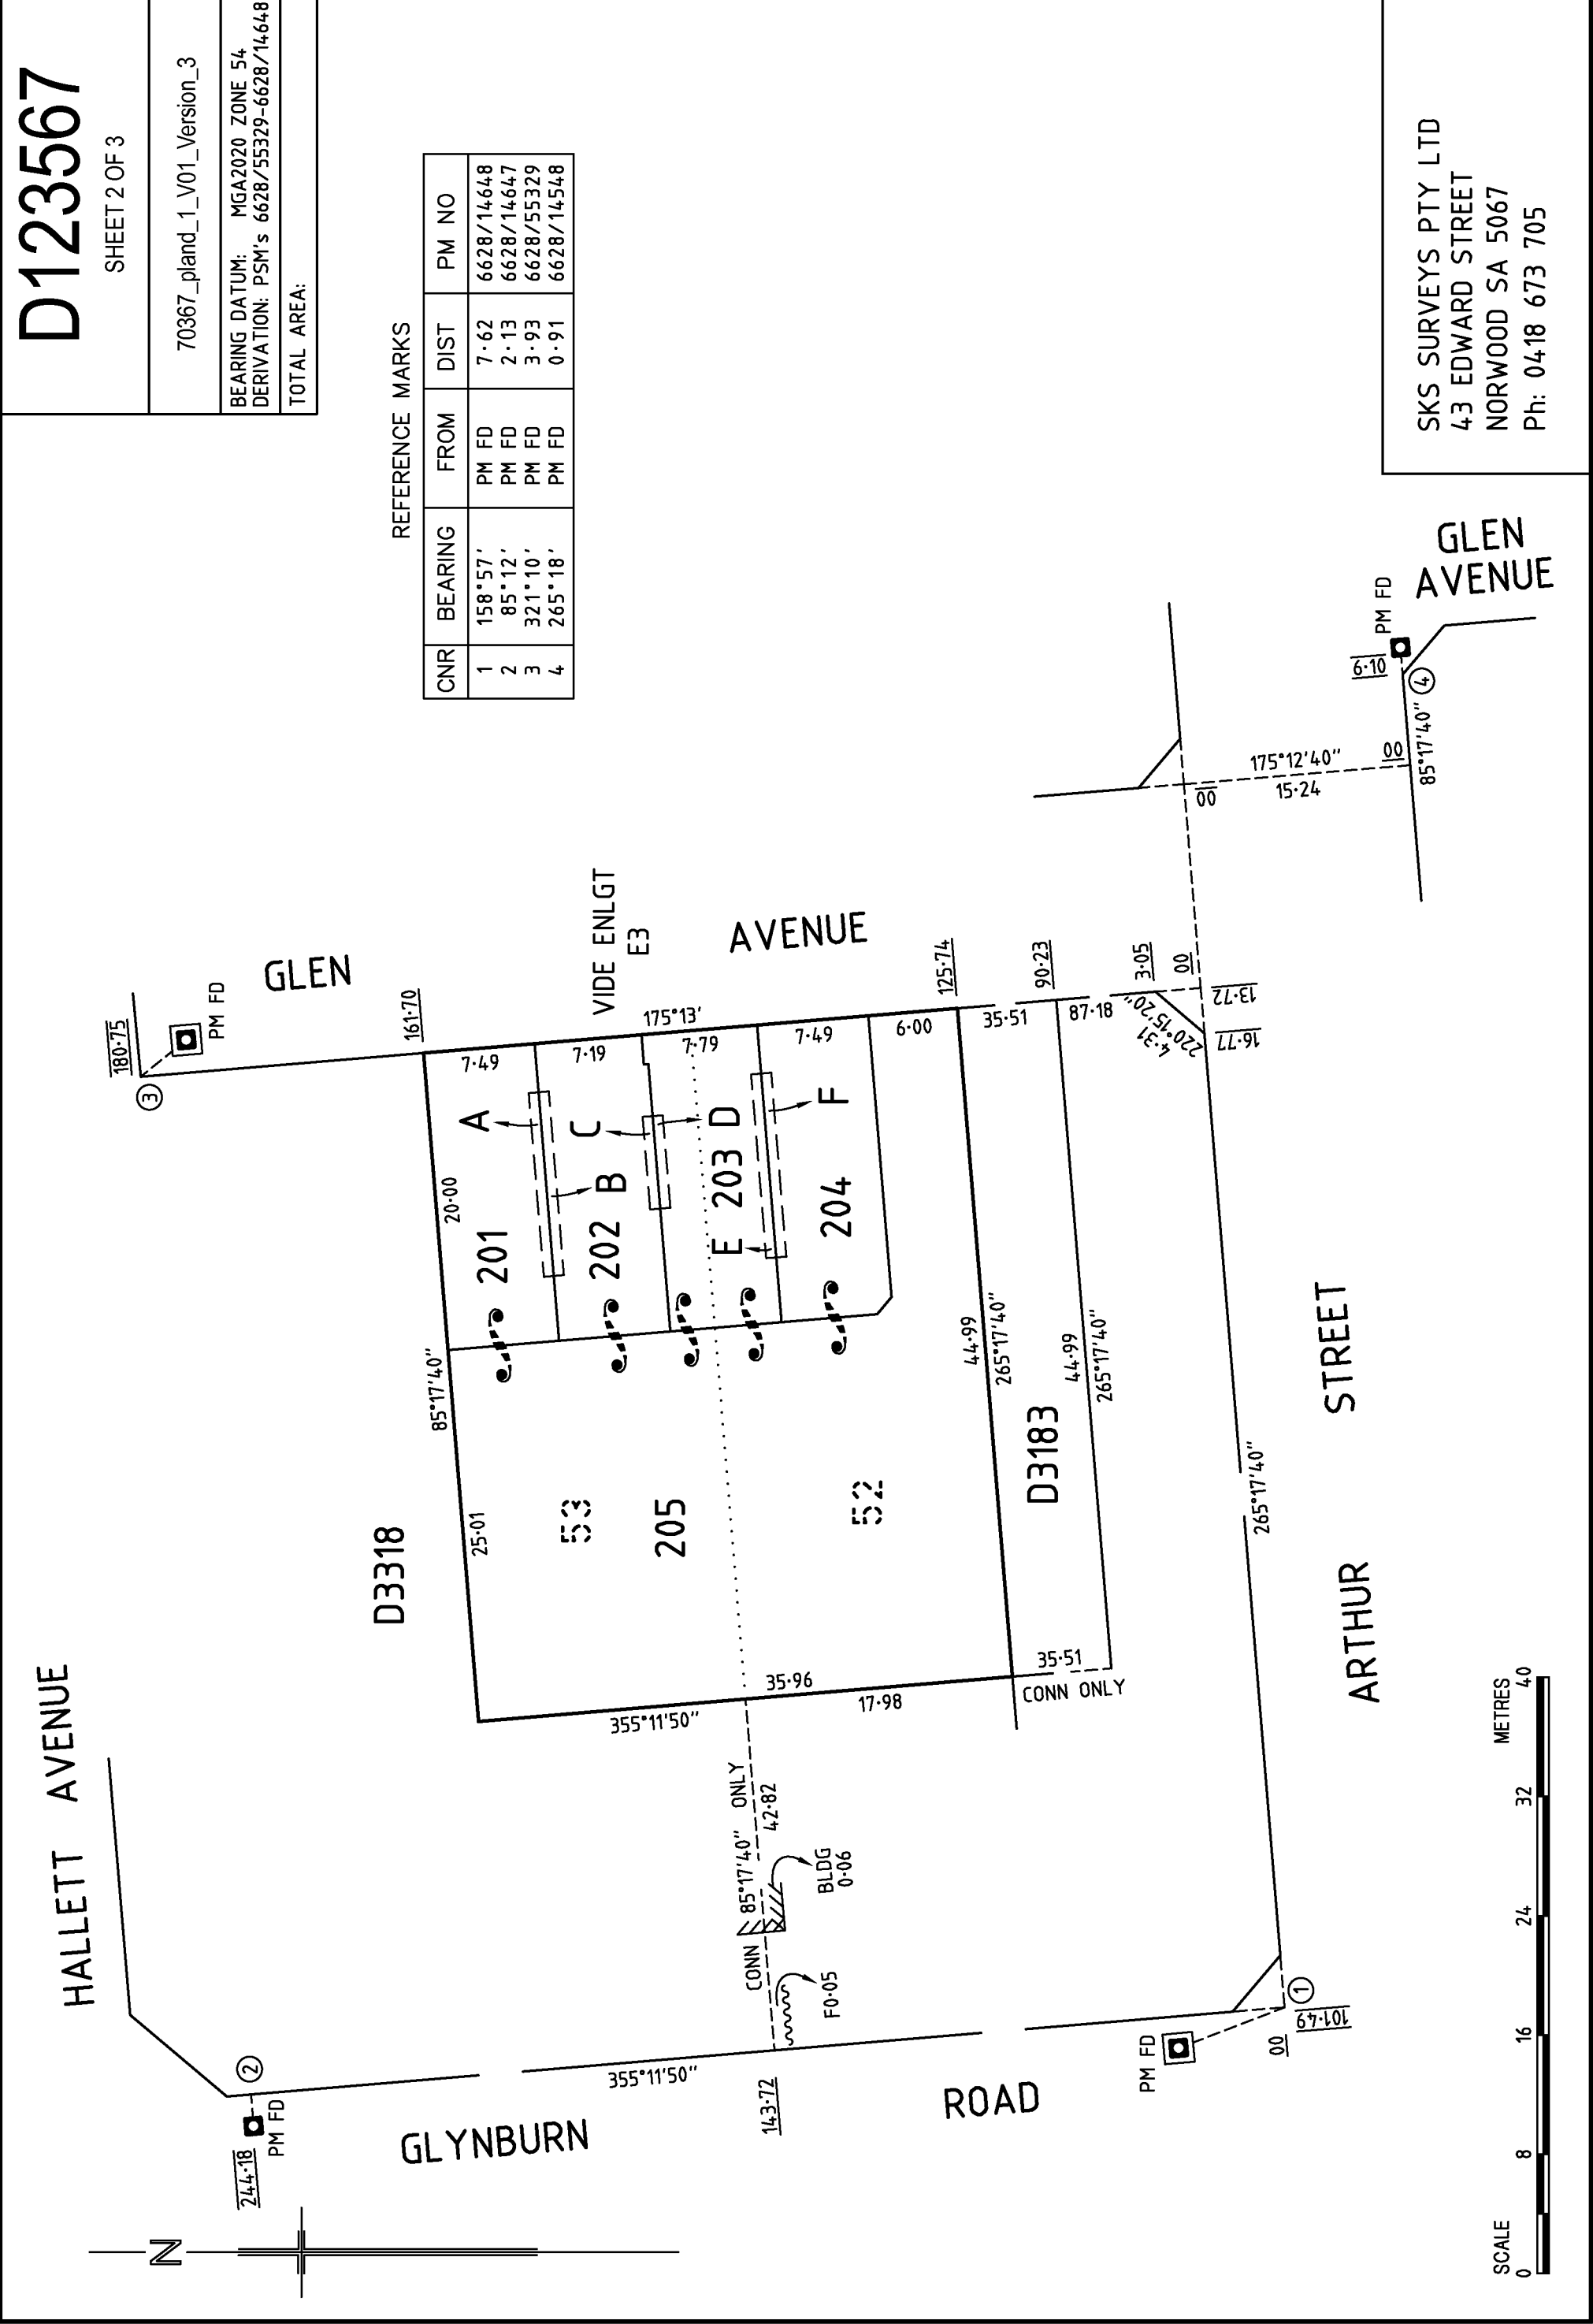 D123567
SHEET 2 OF 3
70367_pland_1_V01_Version_3
BEARING DATUM: MGA2020 ZONE 54
DERIVATION: PSM's 6628/55329-6628/14648
TOTAL AREA:
REFERENCE MARKS
CNR BEARING FROM DIST PM NO
1 158°57' PM FD 7·62 6628/14648
2 85°12' PM FD 2·13 6628/14647
3 321°10' PM FD 3·93 6628/55329
4 265°18' PM FD 0·91 6628/14548
HALLETT AVENUE
N
244·18
PM FD
2
GLYNBURN
ROAD
355°11'50"
143·72
F0·05
CONN 85°17'40" ONLY
42·82
BLDG
0·06
PM FD
00
1
101·49
D3318
85°17'40"
25·01
20·00
355°11'50"
35·96
17·98
53
205
52
201
202
203
204
A
B
C
D
E
F
180·75
3
PM FD
GLEN
161·70
VIDE ENLGT
E3
AVENUE
175°13'
7·49
7·19
7·79
7·49
6·00
125·74
35·51
90·23
87·18
3·05
00
13·72
16·77
220°15'20"
4·31
44·99
265°17'40"
D3183
44·99
265°17'40"
35·51
CONN ONLY
265°17'40"
ARTHUR
STREET
00
175°12'40"
15·24
00
85°17'40"
4
6·10
PM FD
GLEN
AVENUE
SCALE
METRES
0 8 16 24 32 40
SKS SURVEYS PTY LTD
43 EDWARD STREET
NORWOOD SA 5067
Ph: 0418 673 705